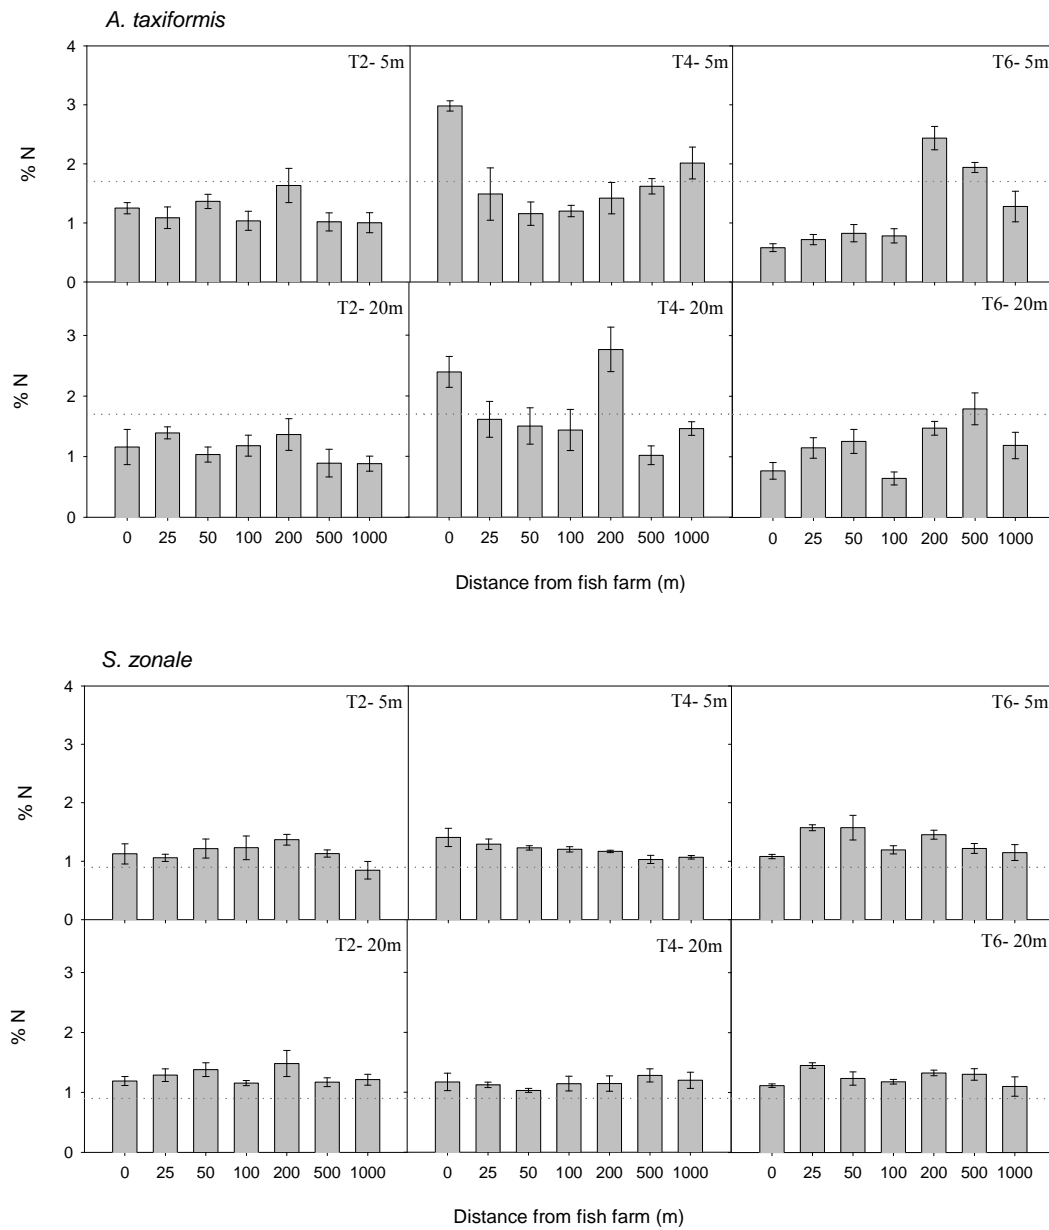 A. taxiformis
T2- 5m
T4- 5m
T6- 5m
4
3
2
1
0
% N
T2- 20m
T4- 20m
T6- 20m
3
2
1
0
% N
0 25 50 100 200 500 1000 0 25 50 100 200 500 1000 0 25 50 100 200 500 1000
Distance from fish farm (m)
S. zonale
T2- 5m
T4- 5m
T6- 5m
4
3
2
1
0
% N
T2- 20m
T4- 20m
T6- 20m
3
2
1
0
% N
0 25 50 100 200 500 1000 0 25 50 100 200 500 1000 0 25 50 100 200 500 1000
Distance from fish farm (m)